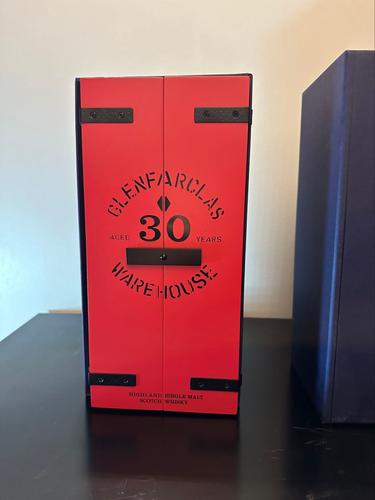 GLENFARCLAS
AGED 30 YEARS
WAREHOUSE
HIGHLAND SINGLE MALT
SCOTCH WHISKY